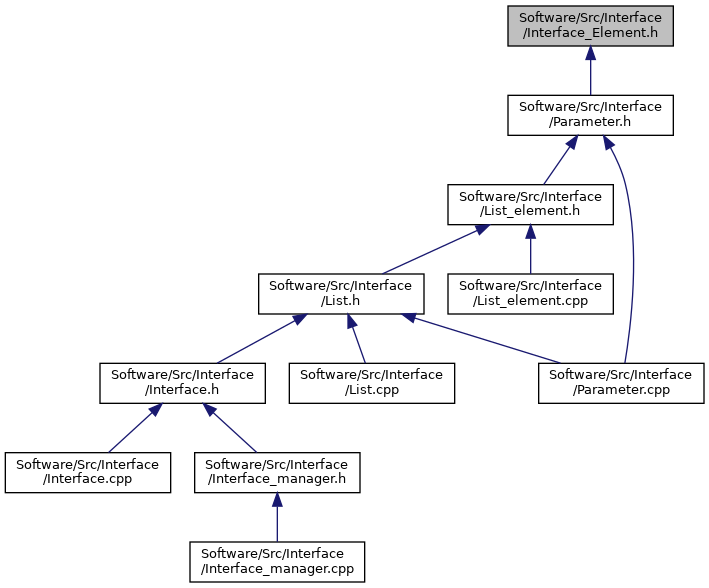 Software/Src/Interface
/Interface_Element.h
Software/Src/Interface
/Parameter.h
Software/Src/Interface
/List_element.h
Software/Src/Interface
/List.h
Software/Src/Interface
/List_element.cpp
Software/Src/Interface
/Interface.h
Software/Src/Interface
/List.cpp
Software/Src/Interface
/Parameter.cpp
Software/Src/Interface
/Interface.cpp
Software/Src/Interface
/Interface_manager.h
Software/Src/Interface
/Interface_manager.cpp